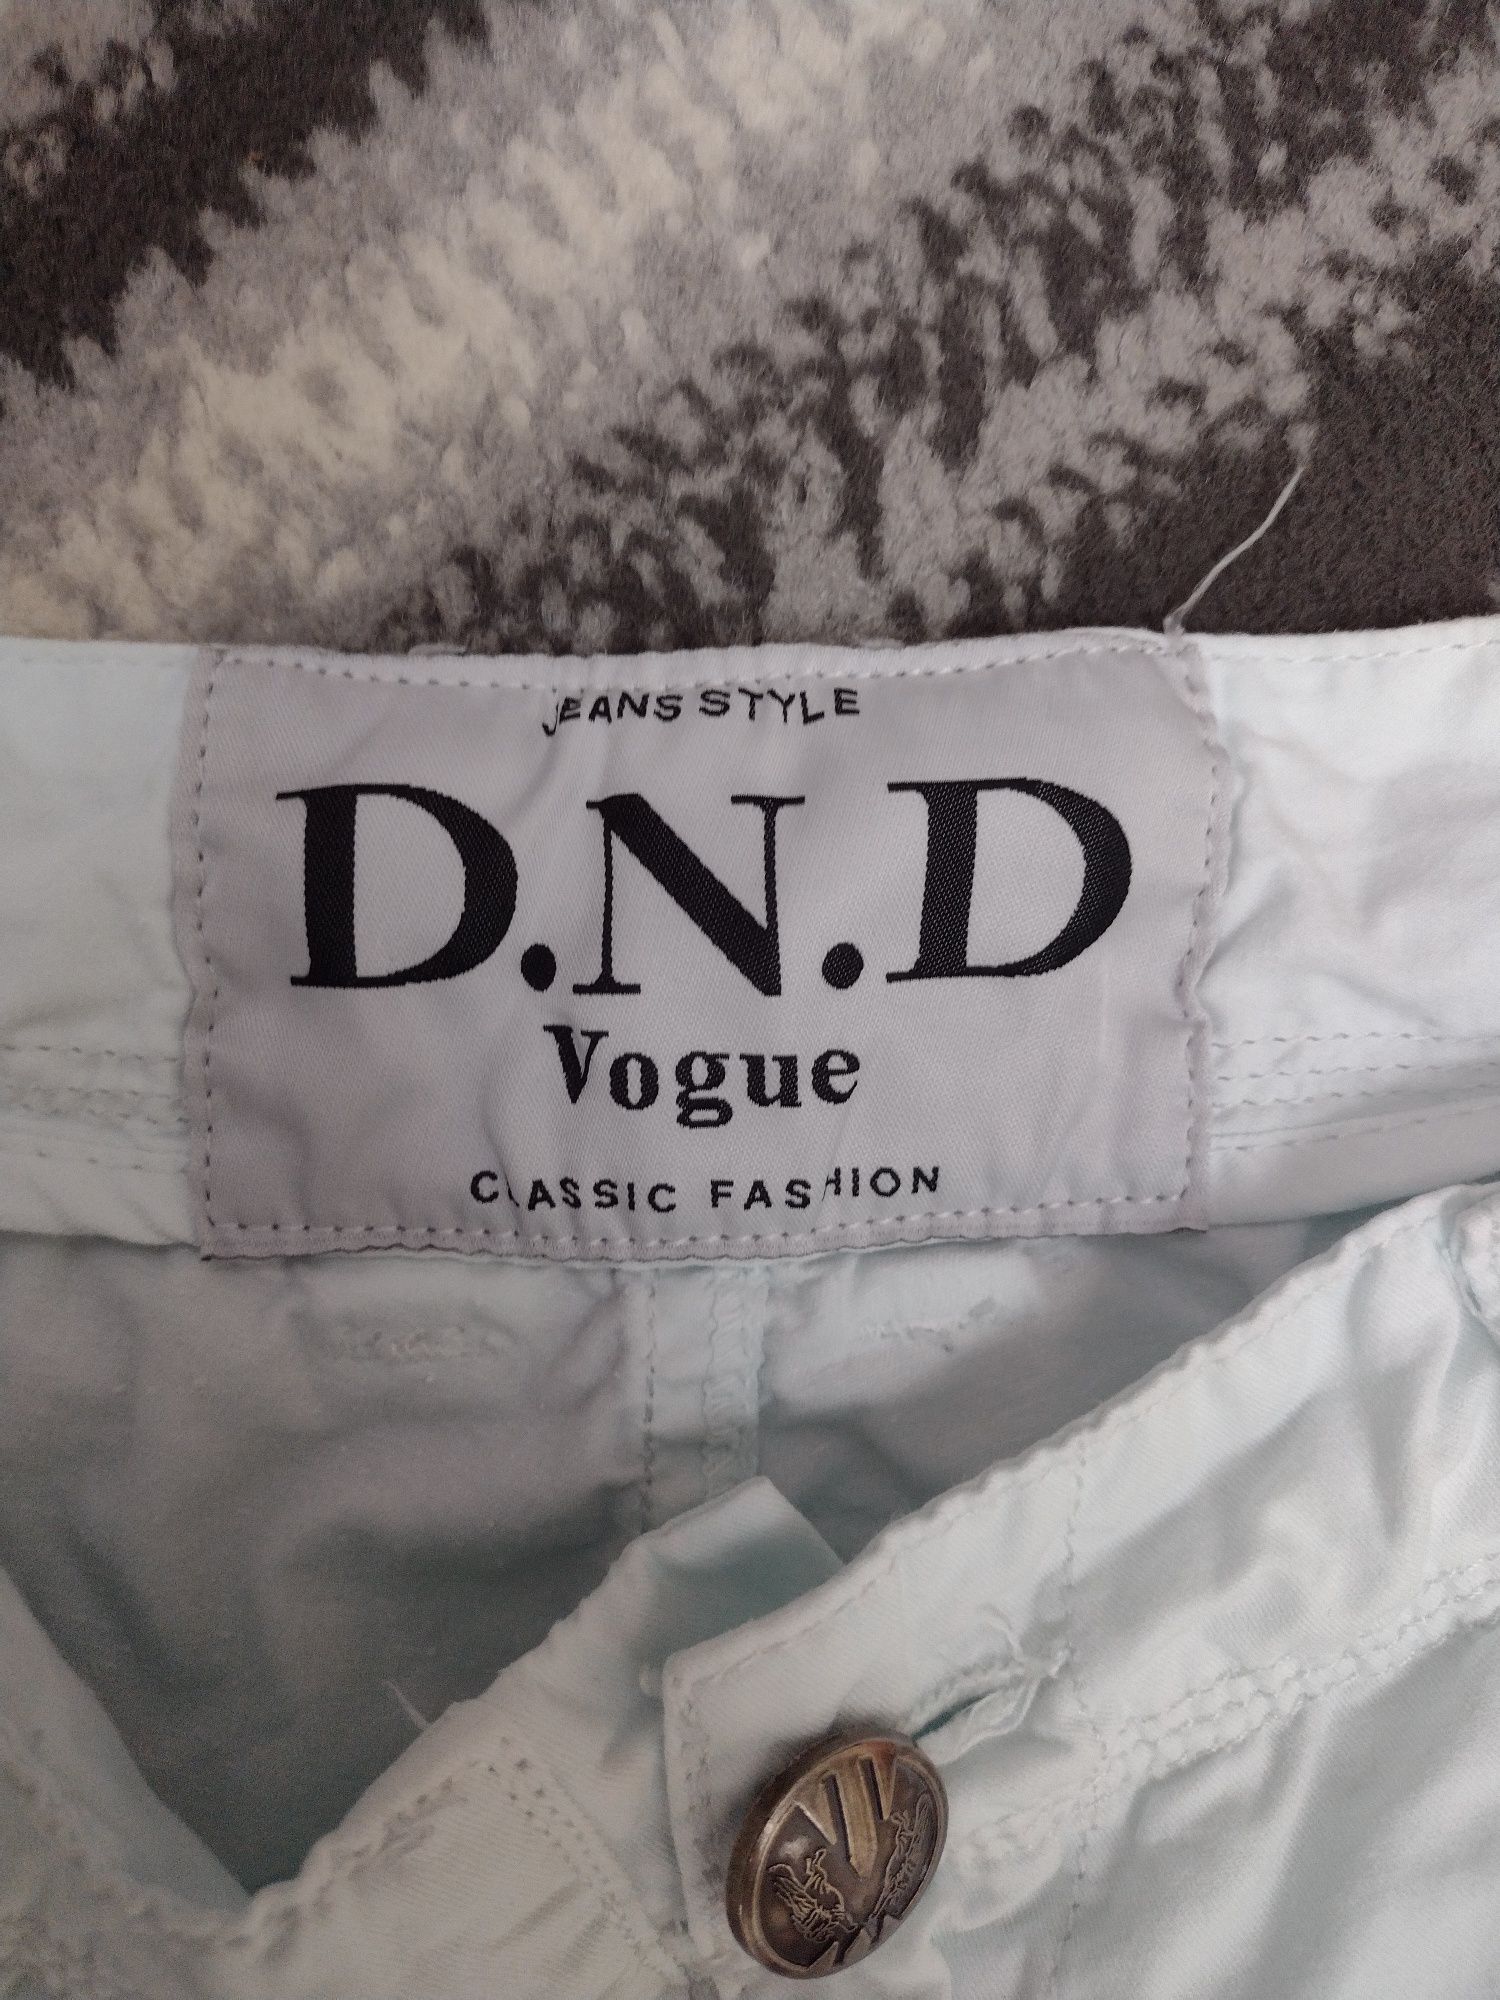 JEANS STYLE
D.N.D
Vogue
CLASSIC FASHION